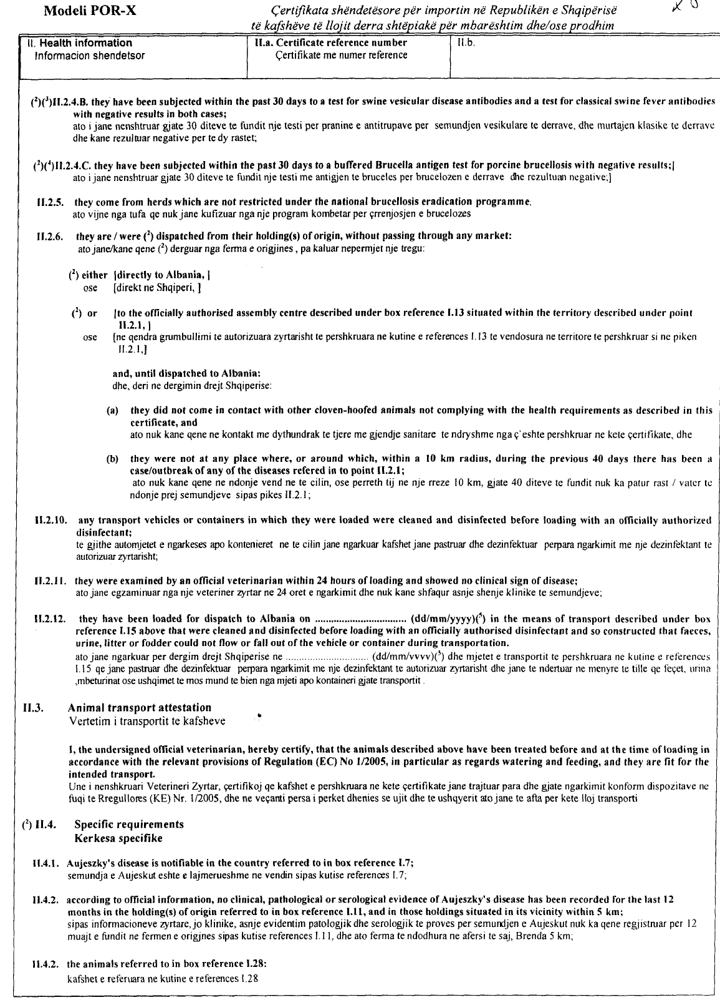 Modeli POR-X
Çertifikata shëndetësore për importin në Republikën e Shqipërisë
të kafshëve të llojit derra shtëpiakë për mbarështim dhe/ose prodhim
II. Health information
Informacion shendetsor
II.a. Certificate reference number
Çertifikate me numer reference
II.b.
(²)(³)II.2.4.B. they have been subjected within the past 30 days to a test for swine vesicular disease antibodies and a test for classical swine fever antibodies
with negative results in both cases;
ato i jane nenshtruar gjate 30 diteve te fundit nje testi per pranine e antitrupave per semundjen vesikulare te derrave, dhe murtajen klasike te derrave
dhe kane rezultuar negative per te dy rastet;
(²)(⁴)II.2.4.C. they have been subjected within the past 30 days to a buffered Brucella antigen test for porcine brucellosis with negative results;]
ato i jane nenshtruar gjate 30 diteve te fundit nje testi me antigjen te bruceles per brucelozen e derrave dhe rezultuan negative;]
II.2.5. they come from herds which are not restricted under the national brucellosis eradication programme;
ato vijne nga tufa qe nuk jane kufizuar nga nje program kombetar per çrrenjosjen e brucelozes
II.2.6. they are / were (²) dispatched from their holding(s) of origin, without passing through any market:
ato jane/kane qene (²) derguar nga ferma e origjines , pa kaluar nepermjet nje tregu:
(²) either [directly to Albania, ]
ose [direkt ne Shqiperi, ]
(²) or [to the officially authorised assembly centre described under box reference I.13 situated within the territory described under point
II.2.1, ]
ose [ne qendra grumbullimi te autorizuara zyrtarisht te pershkruara ne kutine e references I.13 te vendosura ne territore te pershkruar si ne piken
II.2.1,]
and, until dispatched to Albania:
dhe, deri ne dergimin drejt Shqiperise:
(a) they did not come in contact with other cloven-hoofed animals not complying with the health requirements as described in this
certificate, and
ato nuk kane qene ne kontakt me dythundrak te tjere me gjendje sanitare te ndryshme nga ç'eshte pershkruar ne kete çertifikate, dhe
(b) they were not at any place where, or around which, within a 10 km radius, during the previous 40 days there has been a
case/outbreak of any of the diseases refered in to point II.2.1;
ato nuk kane qene ne ndonje vend ne te cilin, ose perreth tij ne nje rreze 10 km, gjate 40 diteve te fundit nuk ka patur rast / vater te
ndonje prej semundjeve sipas pikes II.2.1;
II.2.10. any transport vehicles or containers in which they were loaded were cleaned and disinfected before loading with an officially authorized
disinfectant;
te gjithe automjetet e ngarkeses apo kontenieret ne te cilin jane ngarkuar kafshet jane pastruar dhe dezinfektuar perpara ngarkimit me nje dezinfektant te
autorizuar zyrtarisht;
II.2.11. they were examined by an official veterinarian within 24 hours of loading and showed no clinical sign of disease;
ato jane egzaminuar nga nje veteriner zyrtar ne 24 oret e ngarkimit dhe nuk kane shfaqur asnje shenje klinike te semundjeve;
II.2.12. they have been loaded for dispatch to Albania on .................................. (dd/mm/yyyy)(⁵) in the means of transport described under box
reference I.15 above that were cleaned and disinfected before loading with an officially authorised disinfectant and so constructed that faeces,
urine, litter or fodder could not flow or fall out of the vehicle or container during transportation.
ato jane ngarkuar per dergim drejt Shqiperise ne ............................... (dd/mm/vvvv)(⁵) dhe mjetet e transportit te pershkruara ne kutine e references
I.15 qe jane pastruar dhe dezinfektuar perpara ngarkimit me nje dezinfektant te autorizuar zyrtarisht dhe jane te ndertuar ne menyre te tille qe feçet, urina
,mbeturinat ose ushqimet te mos mund te bien nga mjeti apo kontaineri gjate transportit .
II.3. Animal transport attestation
Vertetim i transportit te kafsheve
I, the undersigned official veterinarian, hereby certify, that the animals described above have been treated before and at the time of loading in
accordance with the relevant provisions of Regulation (EC) No 1/2005, in particular as regards watering and feeding, and they are fit for the
intended transport.
Une i nenshkruari Veterineri Zyrtar, çertifikoj qe kafshet e pershkruara ne kete çertifikate jane trajtuar para dhe gjate ngarkimit konform dispozitave ne
fuqi te Rregullores (KE) Nr. 1/2005, dhe ne veçanti persa i perket dhenies se ujit dhe te ushqyerit ato jane te afta per kete lloj transporti
(²) II.4. Specific requirements
Kerkesa specifike
II.4.1. Aujeszky's disease is notifiable in the country referred to in box reference I.7;
semundja e Aujeskut eshte e lajmerueshme ne vendin sipas kutise references I.7;
II.4.2. according to official information, no clinical, pathological or serological evidence of Aujeszky's disease has been recorded for the last 12
months in the holding(s) of origin referred to in box reference I.11, and in those holdings situated in its vicinity within 5 km;
sipas informacioneve zyrtare, jo klinike, asnje evidentim patologjik dhe serologjik te proves per semundjen e Aujeskut nuk ka qene regjistruar per 12
muajt e fundit ne fermen e origjnes sipas kutise references I.11, dhe ato ferma te ndodhura ne afersi te saj, Brenda 5 km;
II.4.2. the animals referred to in box reference I.28:
kafshet e referuara ne kutine e references I.28